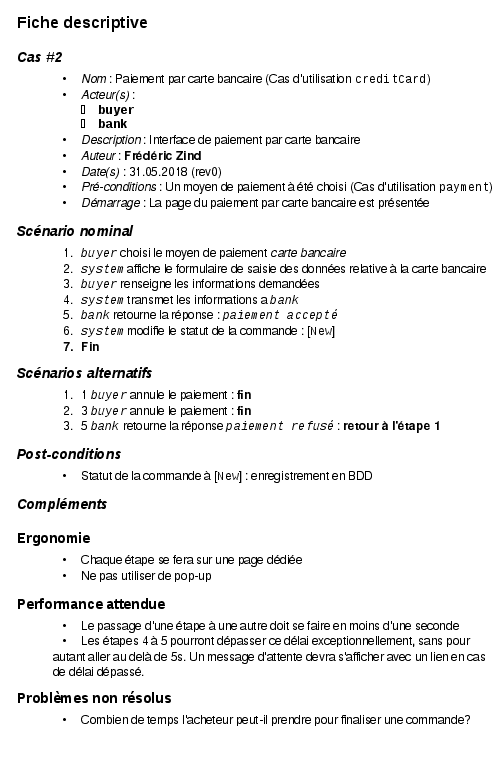 Fiche descriptive
Cas #2
• Nom : Paiement par carte bancaire (Cas d'utilisation creditCard)
• Acteur(s) :
▯ buyer
▯ bank
• Description : Interface de paiement par carte bancaire
• Auteur : Frédéric Zind
• Date(s) : 31.05.2018 (rev0)
• Pré-conditions : Un moyen de paiement à été choisi (Cas d'utilisation payment)
• Démarrage : La page du paiement par carte bancaire est présentée
Scénario nominal
1. buyer choisi le moyen de paiement carte bancaire
2. system affiche le formulaire de saisie des données relative à la carte bancaire
3. buyer renseigne les informations demandées
4. system transmet les informations a bank
5. bank retourne la réponse : paiement accepté
6. system modifie le statut de la commande : [New]
7. Fin
Scénarios alternatifs
1. 1 buyer annule le paiement : fin
2. 3 buyer annule le paiement : fin
3. 5 bank retourne la réponse paiement refusé : retour à l'étape 1
Post-conditions
• Statut de la commande à [New] : enregistrement en BDD
Compléments
Ergonomie
• Chaque étape se fera sur une page dédiée
• Ne pas utiliser de pop-up
Performance attendue
• Le passage d'une étape à une autre doit se faire en moins d'une seconde
• Les étapes 4 à 5 pourront dépasser ce délai exceptionnellement, sans pour
autant aller au delà de 5s. Un message d'attente devra s'afficher avec un lien en cas
de délai dépassé.
Problèmes non résolus
• Combien de temps l'acheteur peut-il prendre pour finaliser une commande?